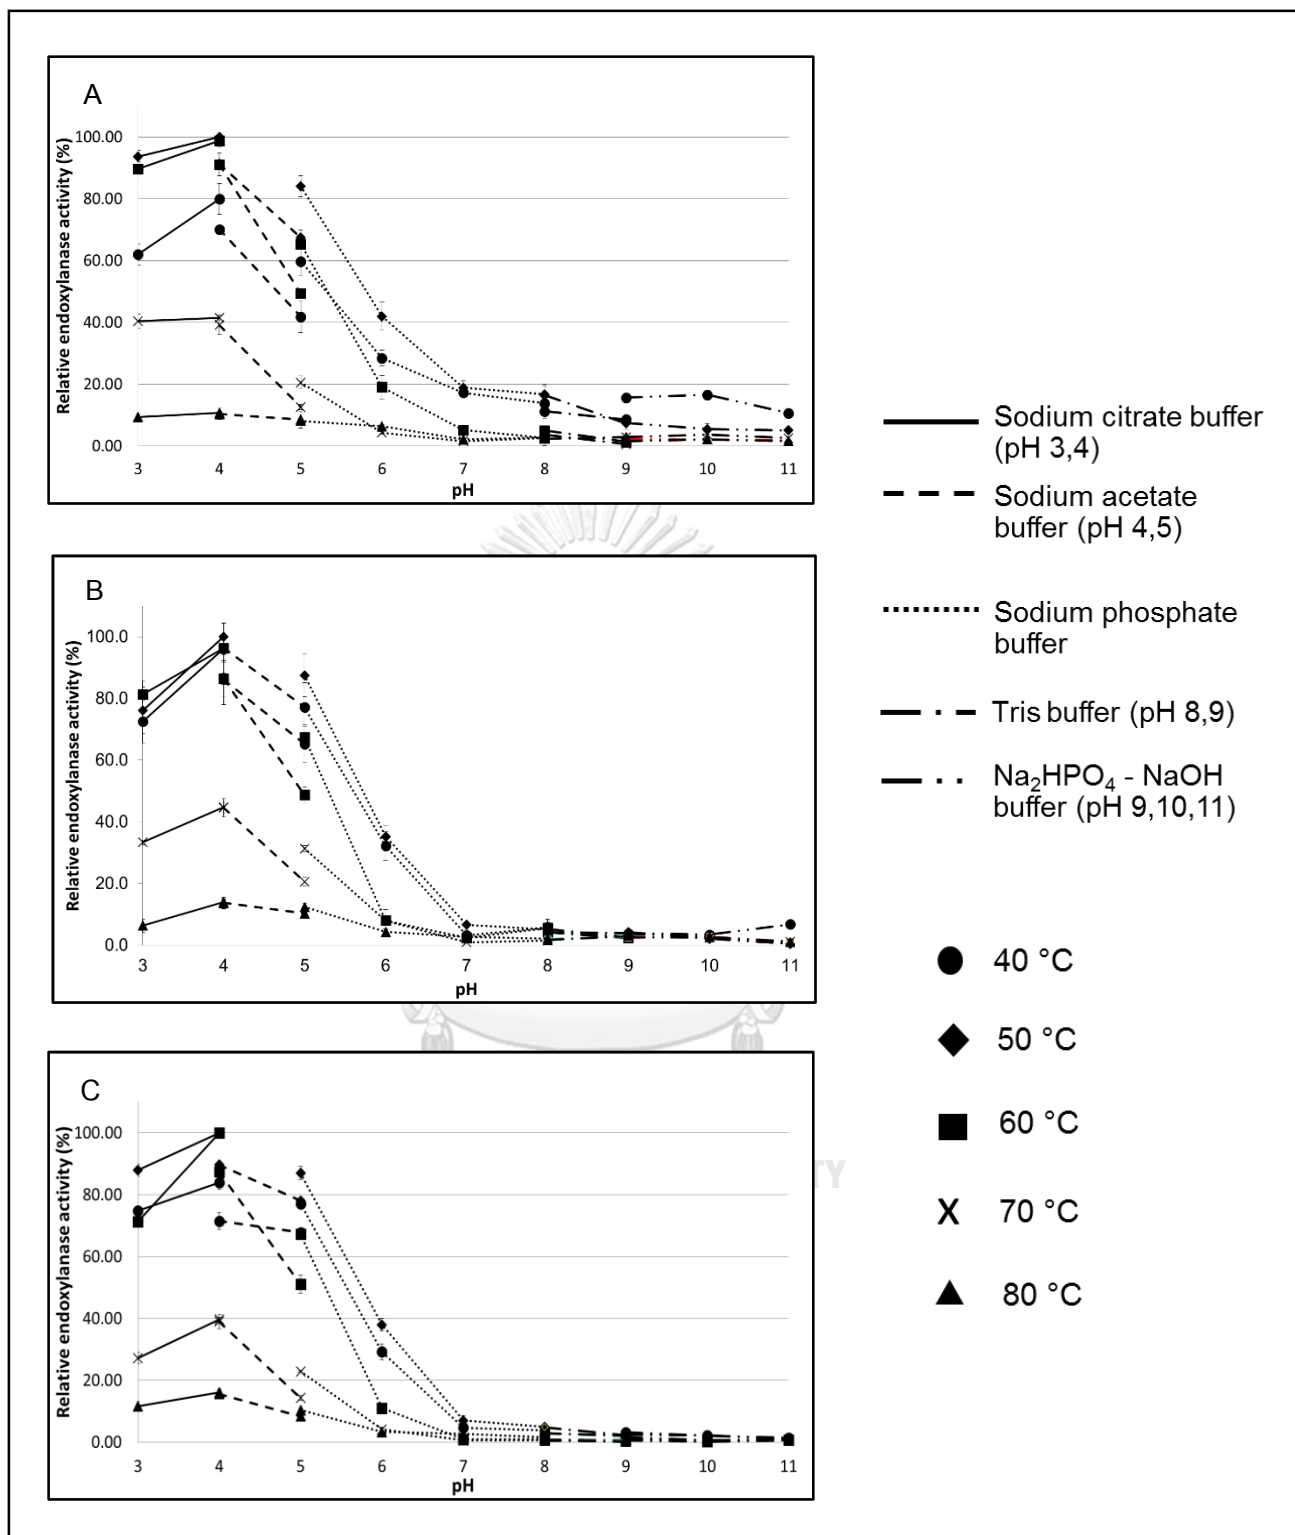 A
Relative endoxylanase activity (%)
100.00
80.00
60.00
40.00
20.00
0.00
3 4 5 6 7 8 9 10 11
pH
B
Relative endoxylanase activity (%)
100.0
80.0
60.0
40.0
20.0
0.0
3 4 5 6 7 8 9 10 11
pH
C
Relative endoxylanase activity (%)
100.00
80.00
60.00
40.00
20.00
0.00
3 4 5 6 7 8 9 10 11
pH
TY
Sodium citrate buffer
(pH 3,4)
Sodium acetate
buffer (pH 4,5)
Sodium phosphate
buffer
Tris buffer (pH 8,9)
Na₂HPO₄ - NaOH
buffer (pH 9,10,11)
40 °C
50 °C
60 °C
70 °C
80 °C